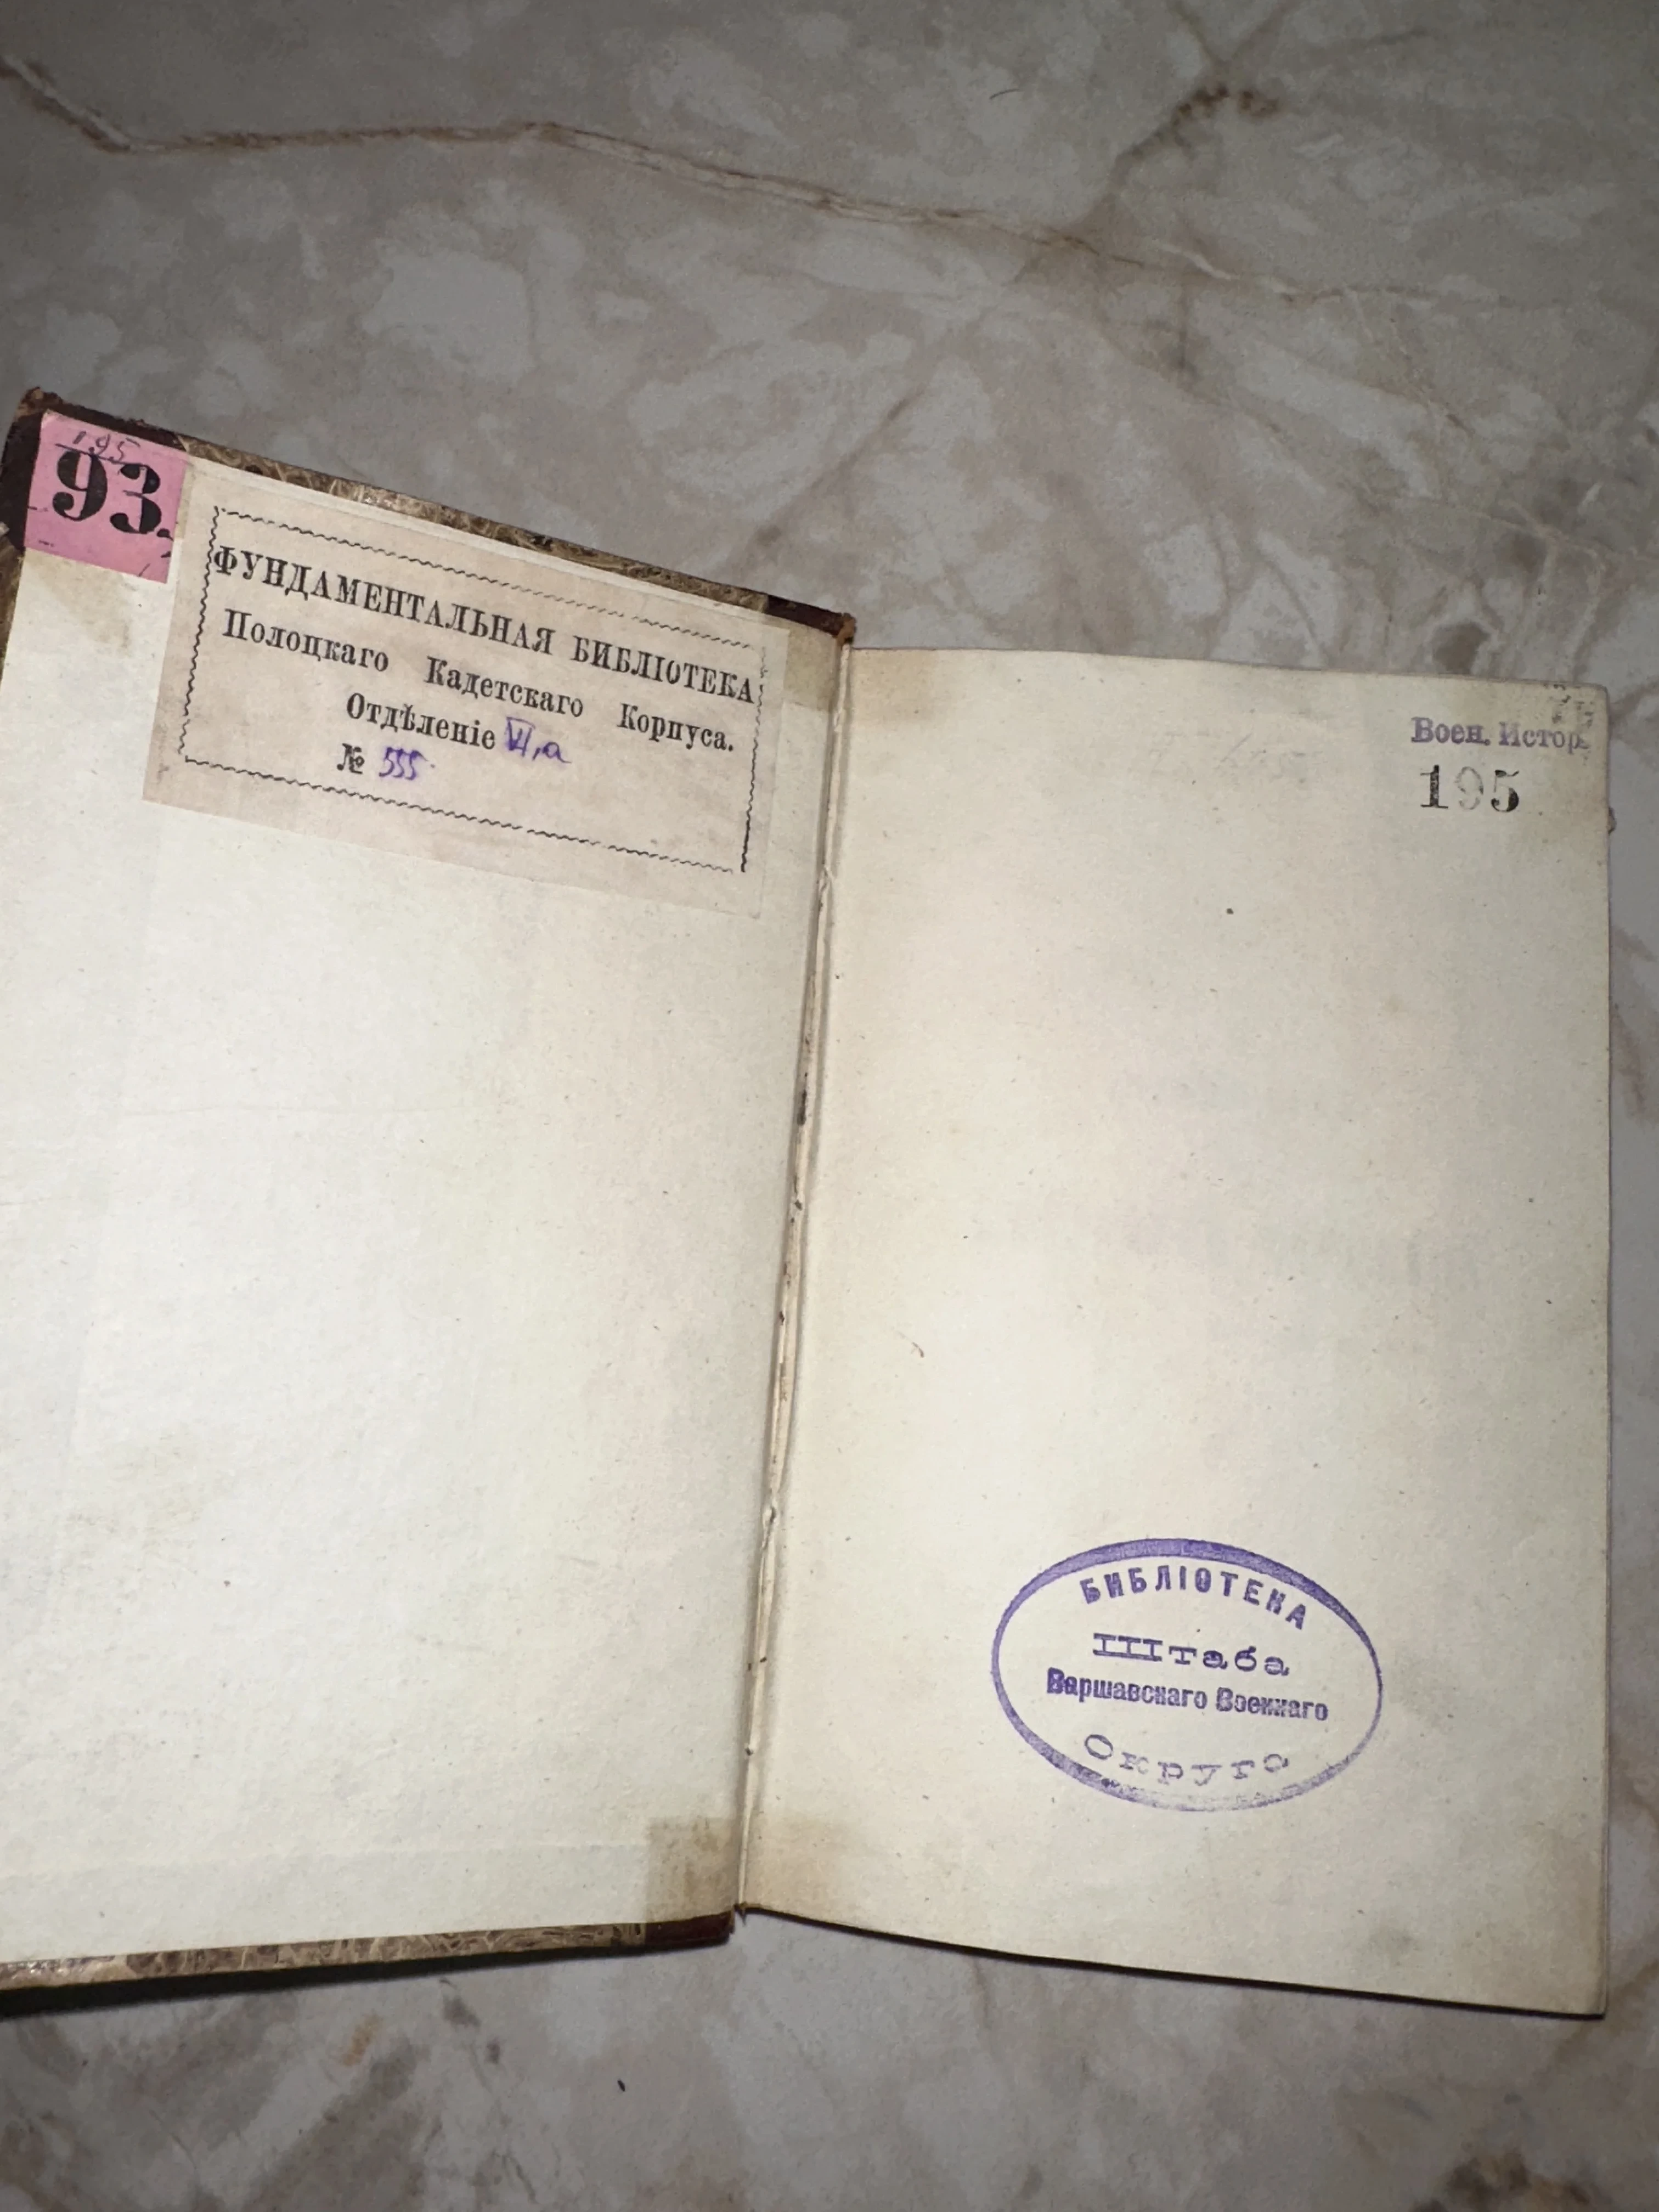 195
93.
ФУНДАМЕНТАЛЬНАЯ БИБЛІОТЕКА
Полоцкаго Кадетскаго Корпуса.
Отдѣленіе VI, а
№ 555.
Воен. Истор.
195
БИБЛІОТЕКА
Штаба
Варшавскаго Военнаго
Округа